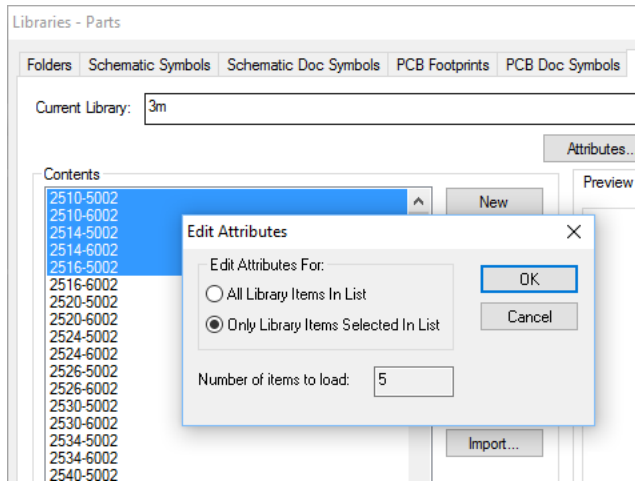 Libraries - Parts
Folders Schematic Symbols Schematic Doc Symbols PCB Footprints PCB Doc Symbols
Current Library: 3m
Attributes..
Contents
Preview
2510-5002
2510-6002
2514-5002
2514-6002
2516-5002
2516-6002
2520-5002
2520-6002
2524-5002
2524-6002
2526-5002
2526-6002
2530-5002
2530-6002
2534-5002
2534-6002
2540-5002
New
Edit Attributes
Edit Attributes For:
All Library Items In List
Only Library Items Selected In List
OK
Cancel
Number of items to load: 5
Import...